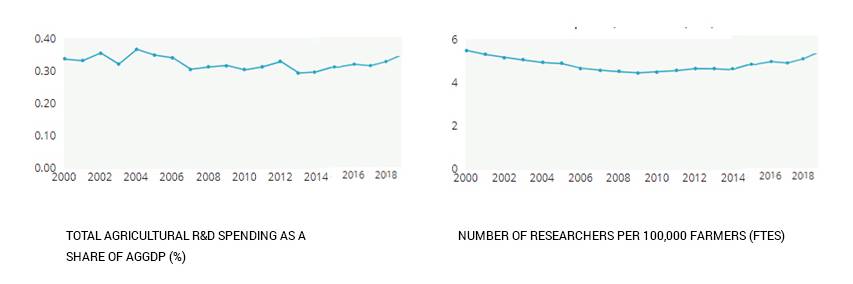 0.40
0.30
0.20
0.10
0.00
2000 2002 2004 2006 2008 2010 2012 2014 2016 2018
TOTAL AGRICULTURAL R&D SPENDING AS A
SHARE OF AGGDP (%)
6
4
2
0
2000 2002 2004 2006 2008 2010 2012 2014 2016 2018
NUMBER OF RESEARCHERS PER 100,000 FARMERS (FTES)